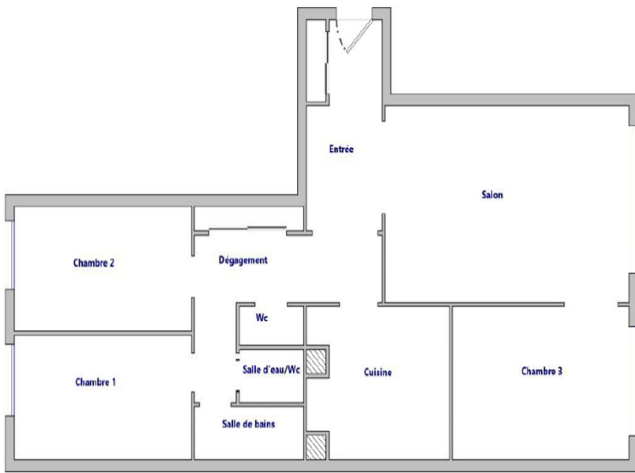 Entrée
Salon
Chambre 2
Dégagement
Wc
Salle d'eau/Wc
Cuisine
Chambre 3
Chambre 1
Salle de bains